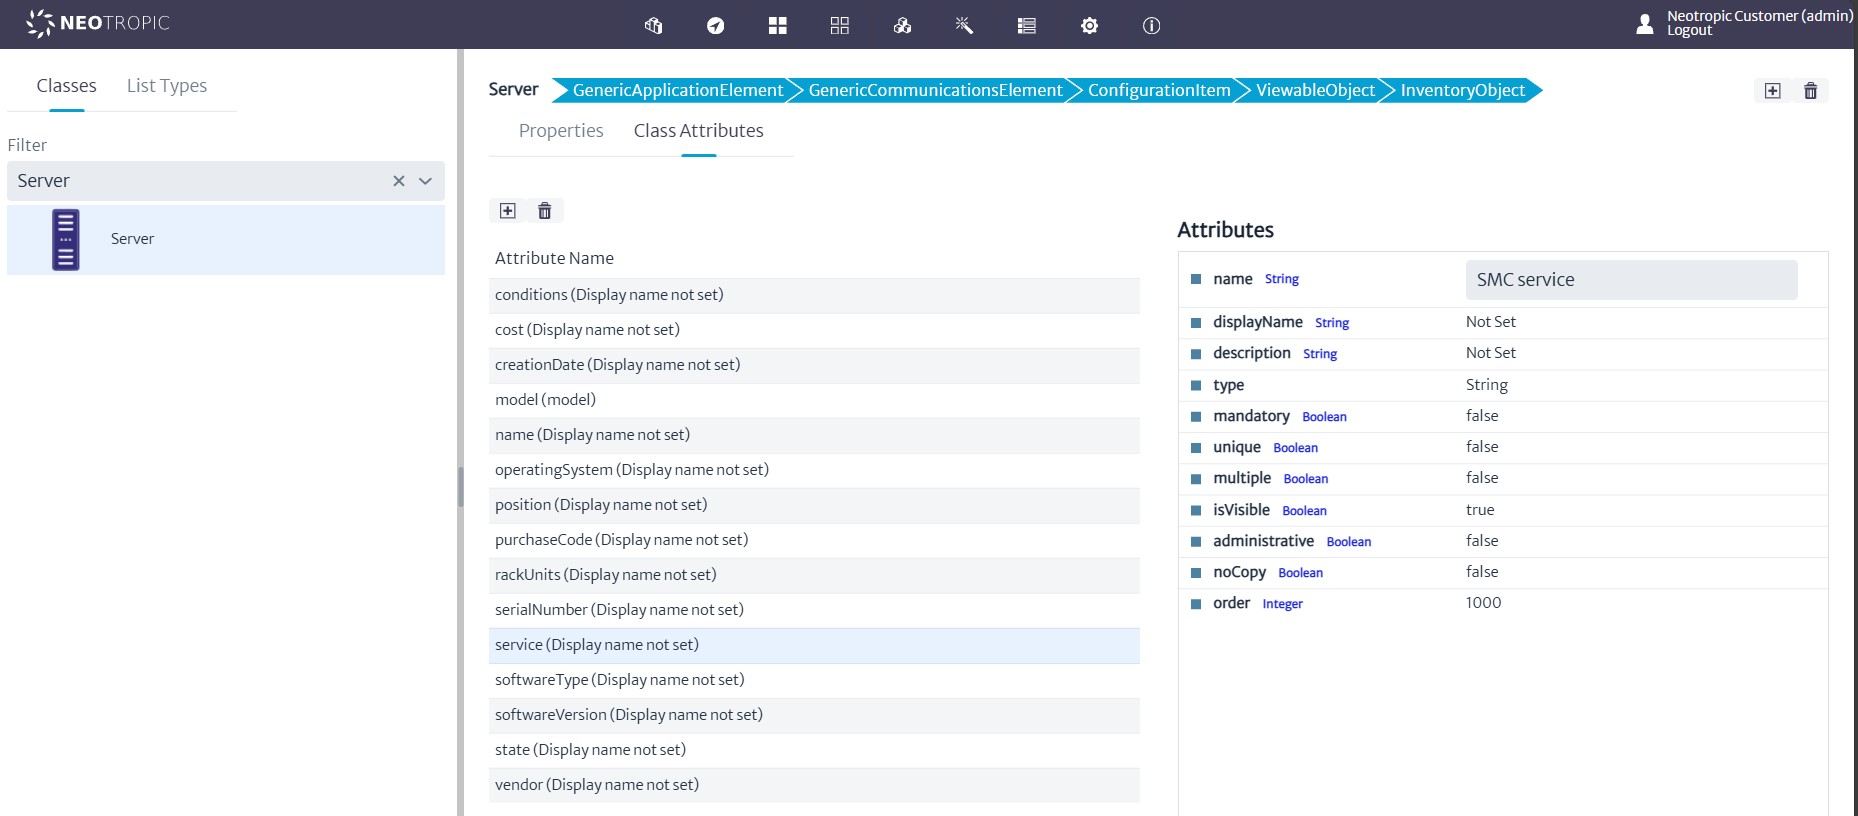 NEOTROPIC
Neotropic Customer (admin)
Logout
Classes List Types
Filter
Server
Server
Server GenericApplicationElement GenericCommunicationsElement ConfigurationItem ViewableObject InventoryObject
Properties Class Attributes
Attribute Name
conditions (Display name not set)
cost (Display name not set)
creationDate (Display name not set)
model (model)
name (Display name not set)
operatingSystem (Display name not set)
position (Display name not set)
purchaseCode (Display name not set)
rackUnits (Display name not set)
serialNumber (Display name not set)
service (Display name not set)
softwareType (Display name not set)
softwareVersion (Display name not set)
state (Display name not set)
vendor (Display name not set)
Attributes
name String SMC service
displayName String Not Set
description String Not Set
type String
mandatory Boolean false
unique Boolean false
multiple Boolean false
isVisible Boolean true
administrative Boolean false
noCopy Boolean false
order Integer 1000